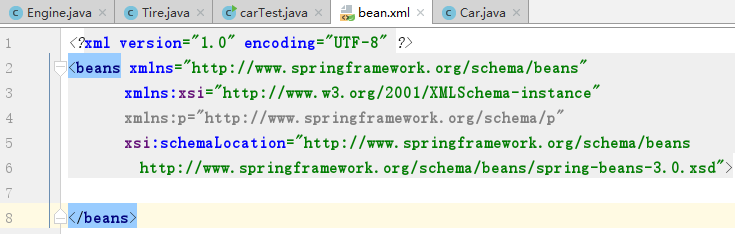 Engine.java Tire.java carTest.java bean.xml Car.java
1 <?xml version="1.0" encoding="UTF-8" ?>
2 <beans xmlns="http://www.springframework.org/schema/beans"
3 xmlns:xsi="http://www.w3.org/2001/XMLSchema-instance"
4 xmlns:p="http://www.springframework.org/schema/p"
5 xsi:schemaLocation="http://www.springframework.org/schema/beans
6 http://www.springframework.org/schema/beans/spring-beans-3.0.xsd">
7
8 </beans>